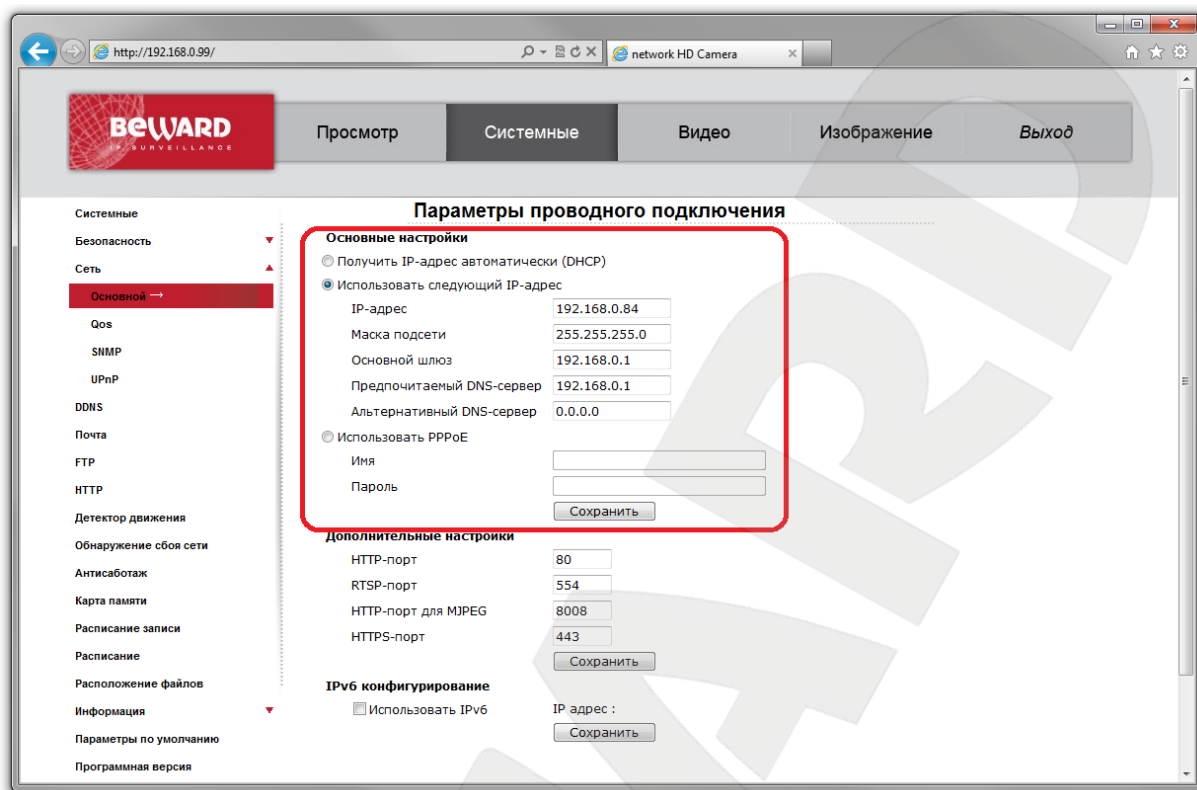 http://192.168.0.99/
network HD Camera
BEWARD
IP SURVEILLANCE
Просмотр
Системные
Видео
Изображение
Выход
Параметры проводного подключения
Системные
Безопасность
Сеть
Основной →
Qos
SNMP
UPnP
DDNS
Почта
FTP
HTTP
Детектор движения
Обнаружение сбоя сети
Антисаботаж
Карта памяти
Расписание записи
Расписание
Расположение файлов
Информация
Параметры по умолчанию
Программная версия
Основные настройки
Получить IP-адрес автоматически (DHCP)
Использовать следующий IP-адрес
IP-адрес 192.168.0.84
Маска подсети 255.255.255.0
Основной шлюз 192.168.0.1
Предпочитаемый DNS-сервер 192.168.0.1
Альтернативный DNS-сервер 0.0.0.0
Использовать PPPoE
Имя
Пароль
Сохранить
Дополнительные настройки
HTTP-порт 80
RTSP-порт 554
HTTP-порт для MJPEG 8008
HTTPS-порт 443
Сохранить
IPv6 конфигурирование
Использовать IPv6 IP адрес :
Сохранить